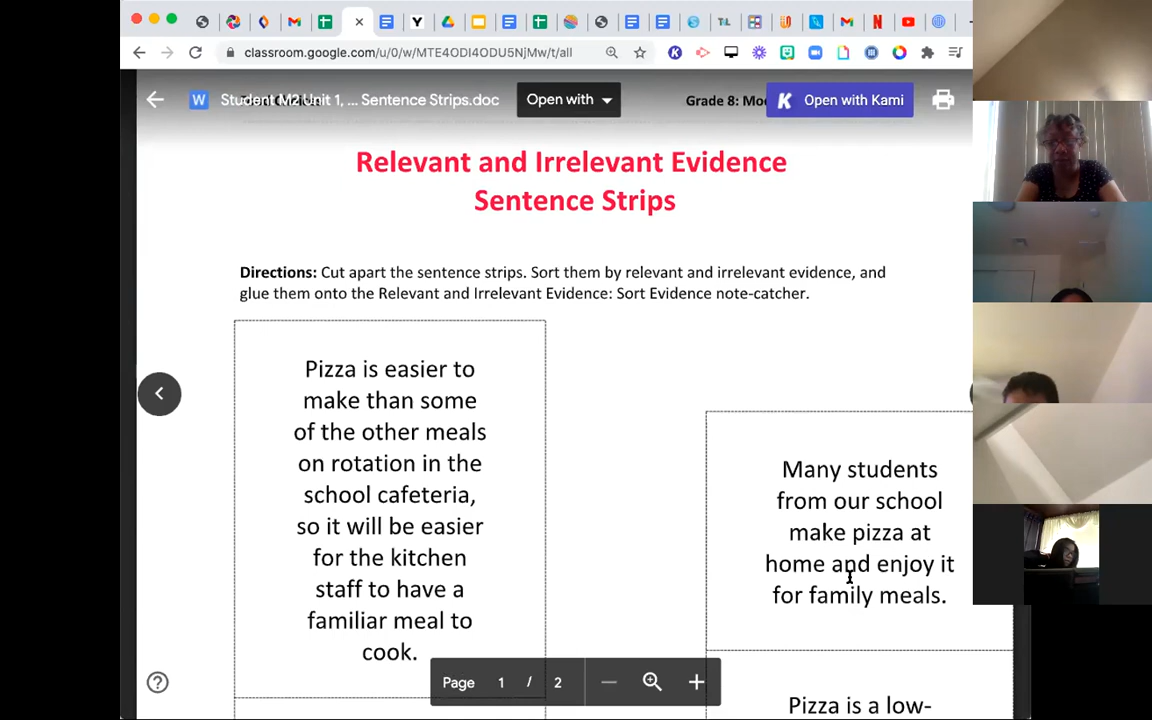 classroom.google.com/u/0/w/MTE4ODI4ODU5NjMw/t/all
Student M2 Unit 1, ... Sentence Strips.doc
Open with
Grade 8: Mo
Open with Kami
Relevant and Irrelevant Evidence
Sentence Strips
Directions: Cut apart the sentence strips. Sort them by relevant and irrelevant evidence, and
glue them onto the Relevant and Irrelevant Evidence: Sort Evidence note-catcher.
Pizza is easier to
make than some
of the other meals
on rotation in the
school cafeteria,
so it will be easier
for the kitchen
staff to have a
familiar meal to
cook.
Many students
from our school
make pizza at
home and enjoy it
for family meals.
Pizza is a low-
Page 1 / 2